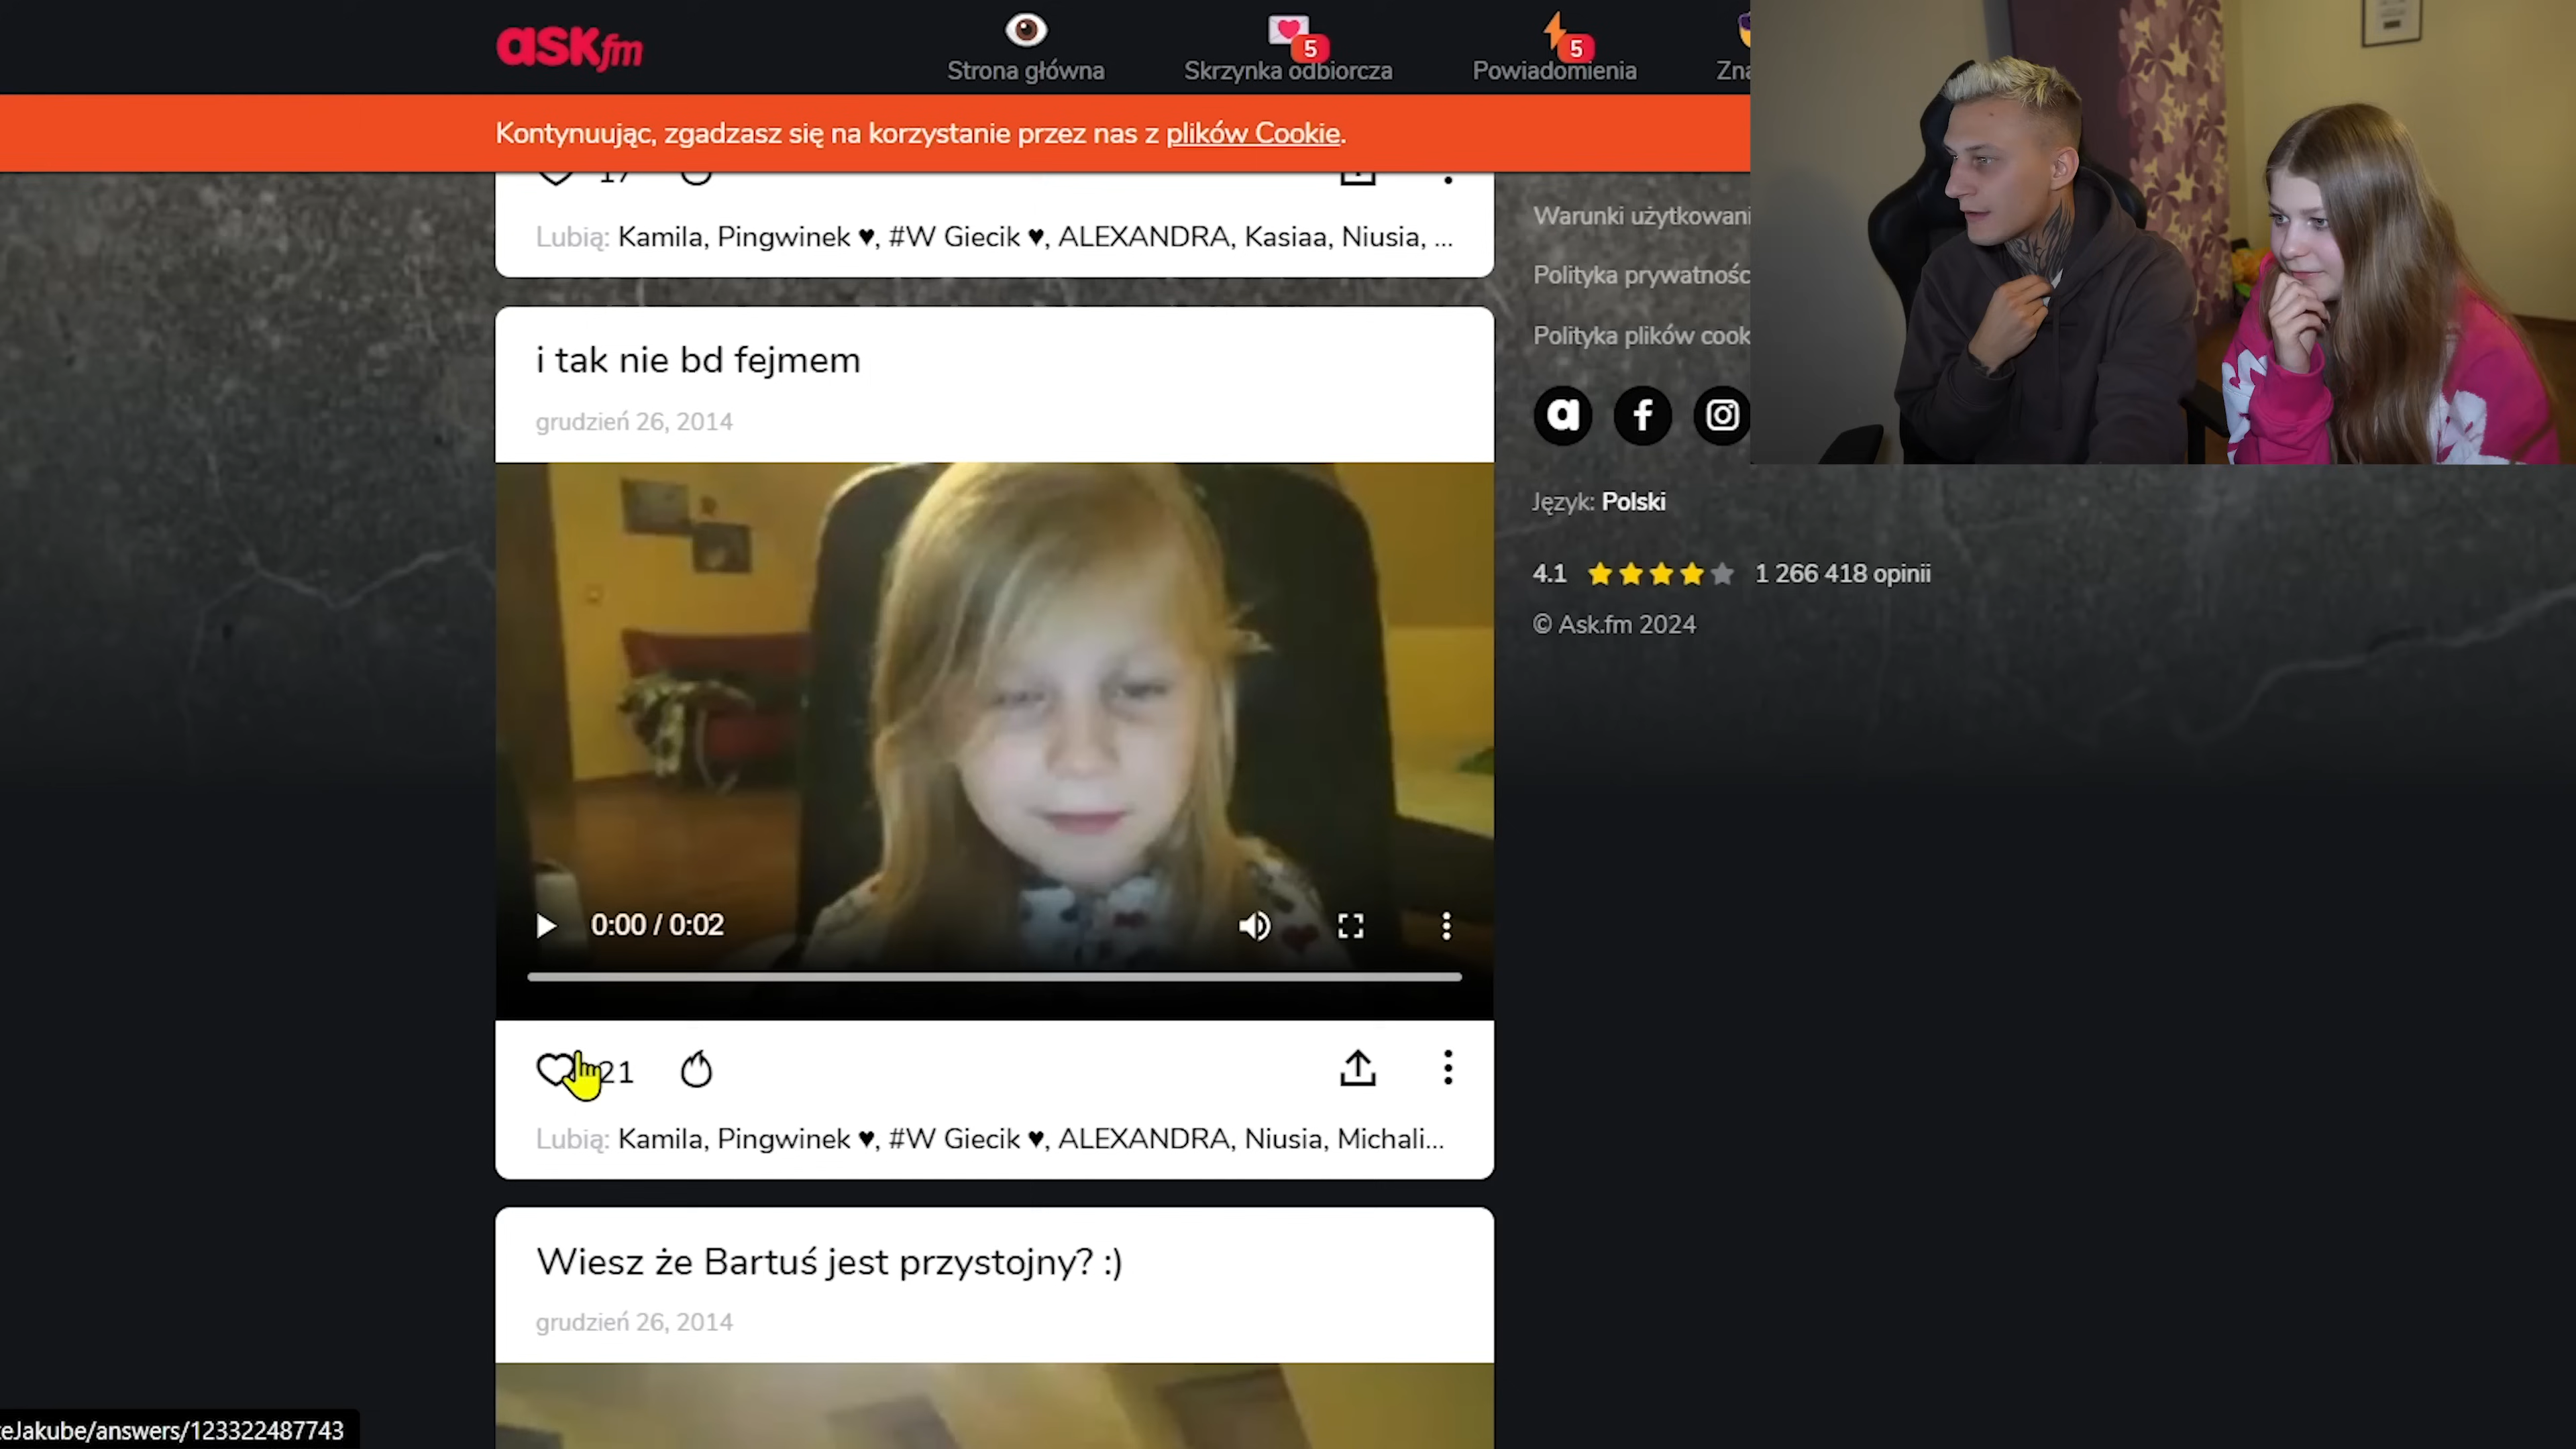 ASKfm
Strona główna
5
Skrzynka odbiorcza
5
Powiadomienia
Kontynuując, zgadzasz się na korzystanie przez nas z plików Cookie.
17
Lubią: Kamila, Pingwinek ♥, #W Giecik ♥, ALEXANDRA, Kasiaa, Niusia, ...
i tak nie bd fejmem
grudzień 26, 2014
0:00 / 0:02
21
Lubią: Kamila, Pingwinek ♥, #W Giecik ♥, ALEXANDRA, Niusia, Michali...
Wiesz że Bartuś jest przystojny? :)
grudzień 26, 2014
Warunki użytkowani
Polityka prywatnośc
Polityka plików cook
Język: Polski
4.1 1 266 418 opinii
© Ask.fm 2024
eJakube/answers/123322487743